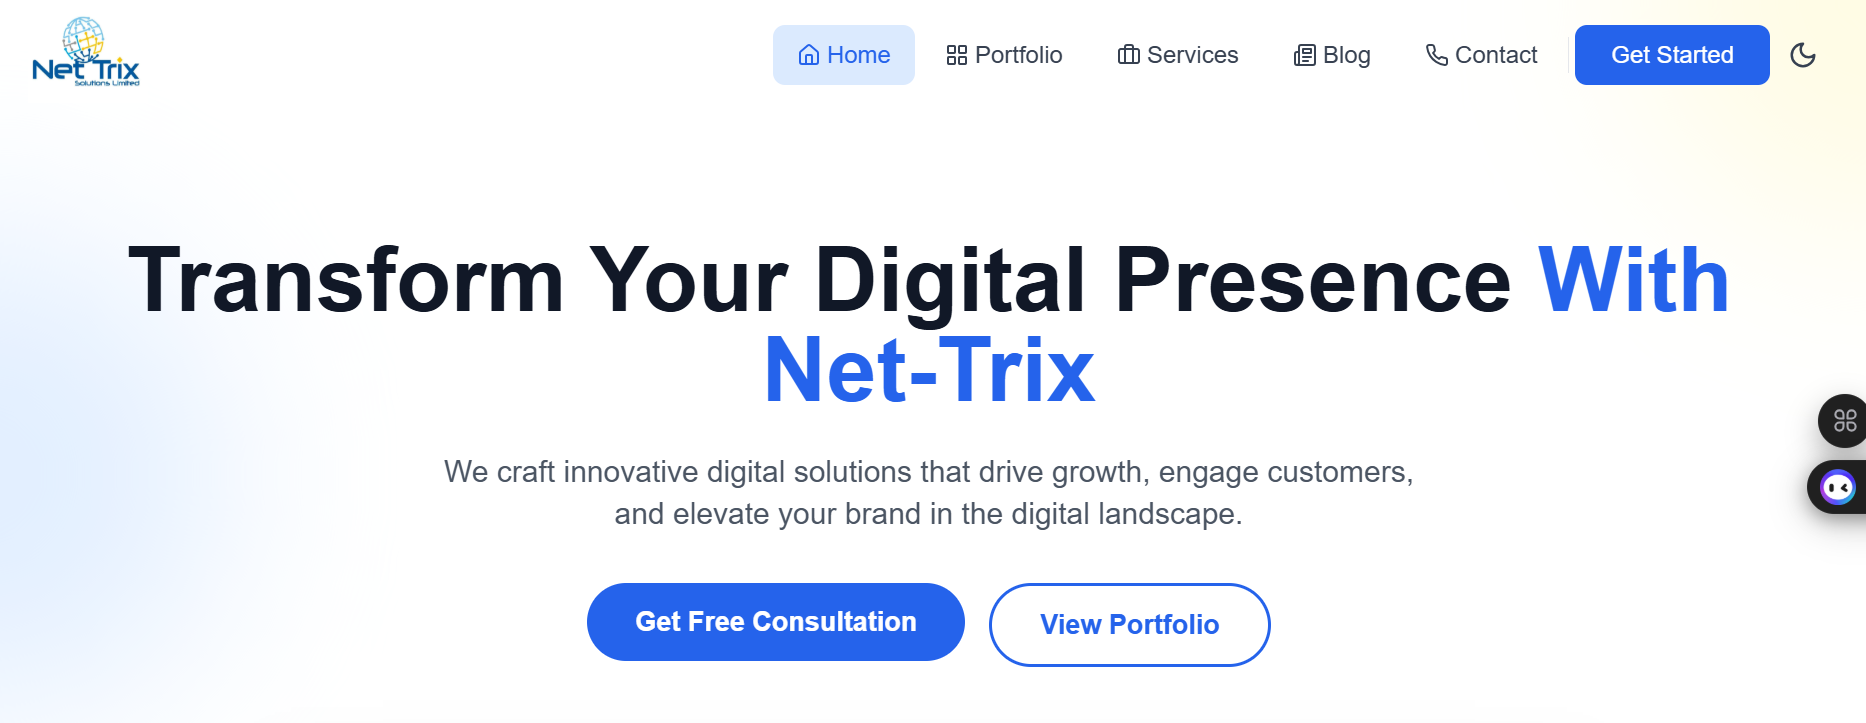 Net Trix
Solutions Limited
Home
Portfolio
Services
Blog
Contact
Get Started
Transform Your Digital Presence With
Net-Trix
We craft innovative digital solutions that drive growth, engage customers,
and elevate your brand in the digital landscape.
Get Free Consultation
View Portfolio